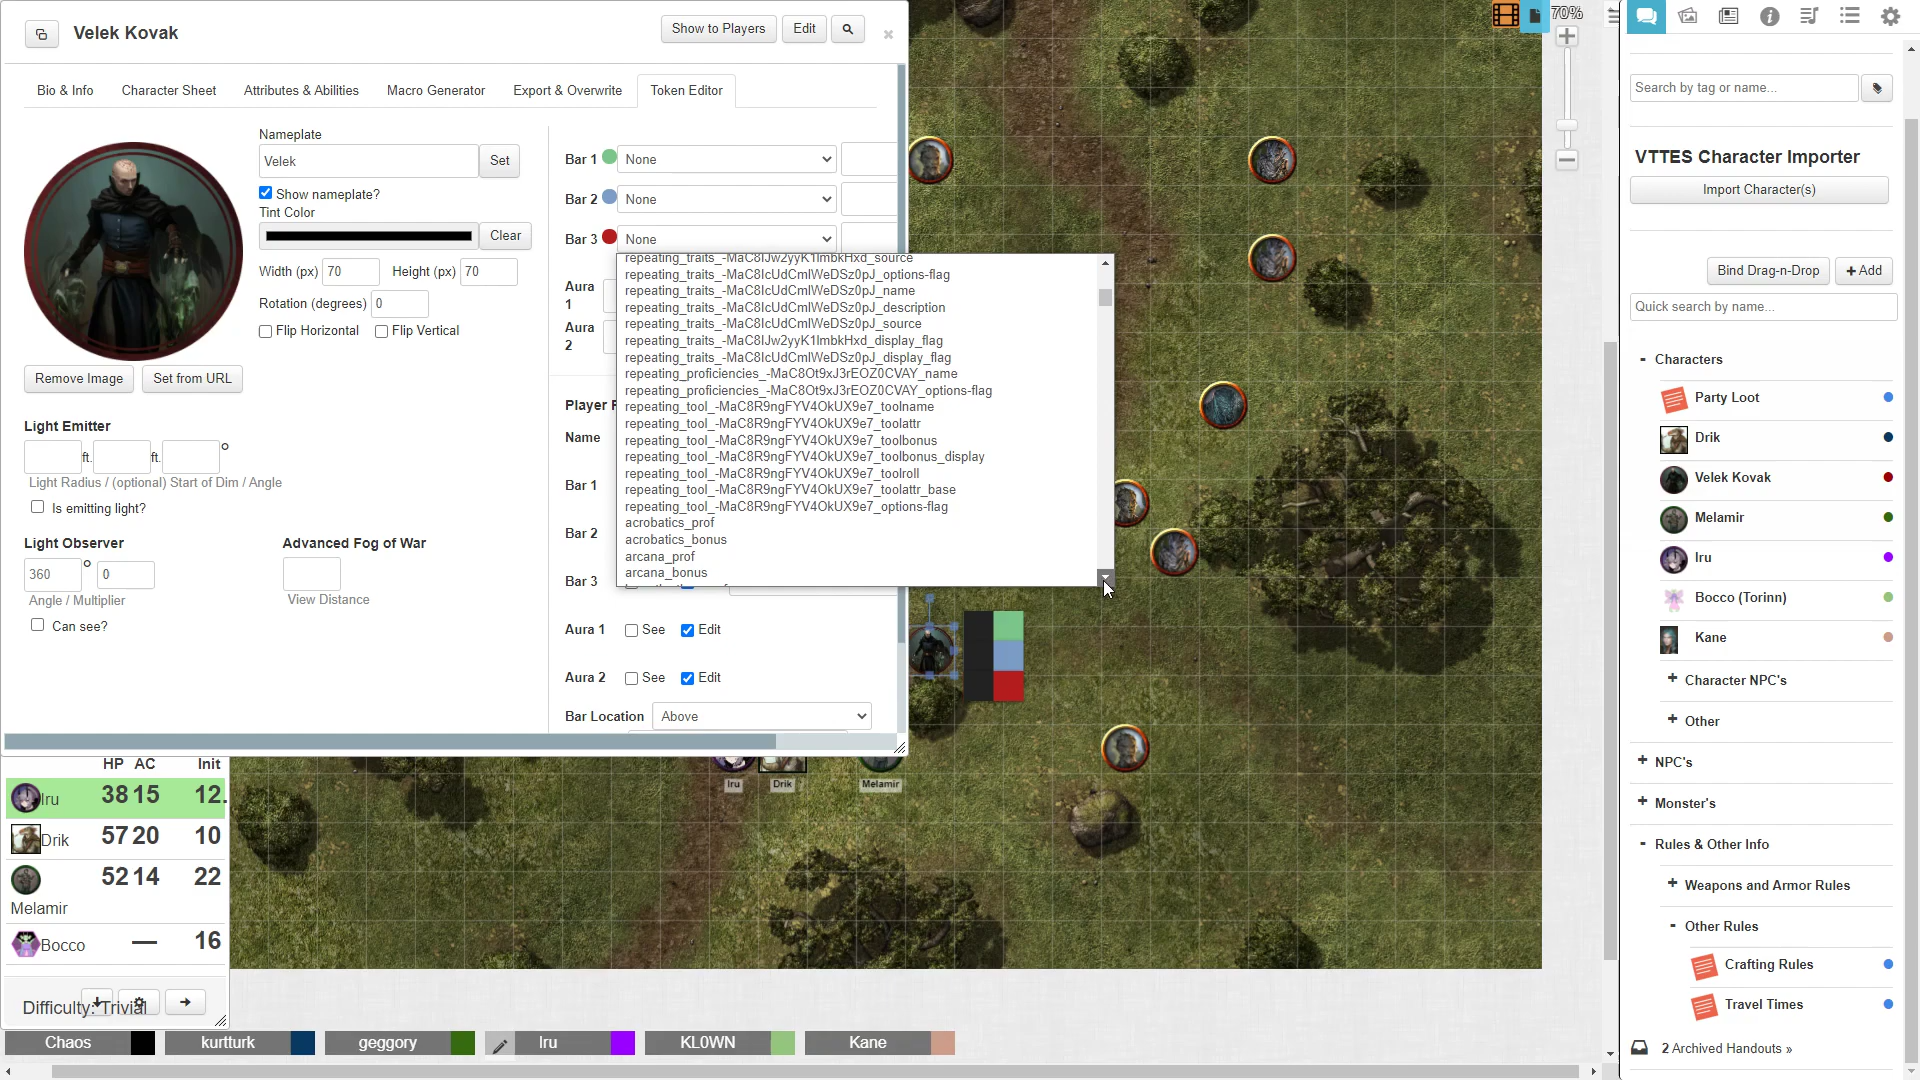 Velek Kovak
Show to Players
Edit
Bio & Info
Character Sheet
Attributes & Abilities
Macro Generator
Export & Overwrite
Token Editor
Nameplate
Velek
Set
Show nameplate?
Tint Color
Clear
Width (px) 70
Height (px) 70
Rotation (degrees) 0
Flip Horizontal
Flip Vertical
Remove Image
Set from URL
Light Emitter
ft.
ft.
Light Radius / (optional) Start of Dim / Angle
Is emitting light?
Light Observer
360
0
Angle / Multiplier
Can see?
Advanced Fog of War
View Distance
Bar 1
None
Bar 2
None
Bar 3
None
Aura
1
Aura
2
Name
Bar 1
Bar 2
Bar 3
Aura 1
See
Edit
Aura 2
See
Edit
Bar Location
Above
repeating_traits_-MaC8IJw2yyK1ImbkHxd_source
repeating_traits_-MaC8IcUdCmIWeDSz0pJ_options-flag
repeating_traits_-MaC8IcUdCmIWeDSz0pJ_name
repeating_traits_-MaC8IcUdCmIWeDSz0pJ_description
repeating_traits_-MaC8IcUdCmIWeDSz0pJ_source
repeating_traits_-MaC8IJw2yyK1ImbkHxd_display_flag
repeating_traits_-MaC8IcUdCmIWeDSz0pJ_display_flag
repeating_proficiencies_-MaC8Ot9xJ3rEOZ0CVAY_name
repeating_proficiencies_-MaC8Ot9xJ3rEOZ0CVAY_options-flag
repeating_tool_-MaC8R9ngFYV4OkUX9e7_toolname
repeating_tool_-MaC8R9ngFYV4OkUX9e7_toolattr
repeating_tool_-MaC8R9ngFYV4OkUX9e7_toolbonus
repeating_tool_-MaC8R9ngFYV4OkUX9e7_toolbonus_display
repeating_tool_-MaC8R9ngFYV4OkUX9e7_toolroll
repeating_tool_-MaC8R9ngFYV4OkUX9e7_toolattr_base
repeating_tool_-MaC8R9ngFYV4OkUX9e7_options-flag
acrobatics_prof
acrobatics_bonus
arcana_prof
arcana_bonus
HP AC Init
Iru 38 15 12.
Drik 57 20 10
52 14 22
Melamir
Bocco — 16
Difficulty: Trivial
Iru
Drik
Melamir
Chaos
kurtturk
geggory
Iru
KL0WN
Kane
70%
Search by tag or name...
VTTES Character Importer
Import Character(s)
Bind Drag-n-Drop
+ Add
Quick search by name...
- Characters
Party Loot
Drik
Velek Kovak
Melamir
Iru
Bocco (Torinn)
Kane
+ Character NPC's
+ Other
+ NPC's
+ Monster's
- Rules & Other Info
+ Weapons and Armor Rules
- Other Rules
Crafting Rules
Travel Times
2 Archived Handouts »